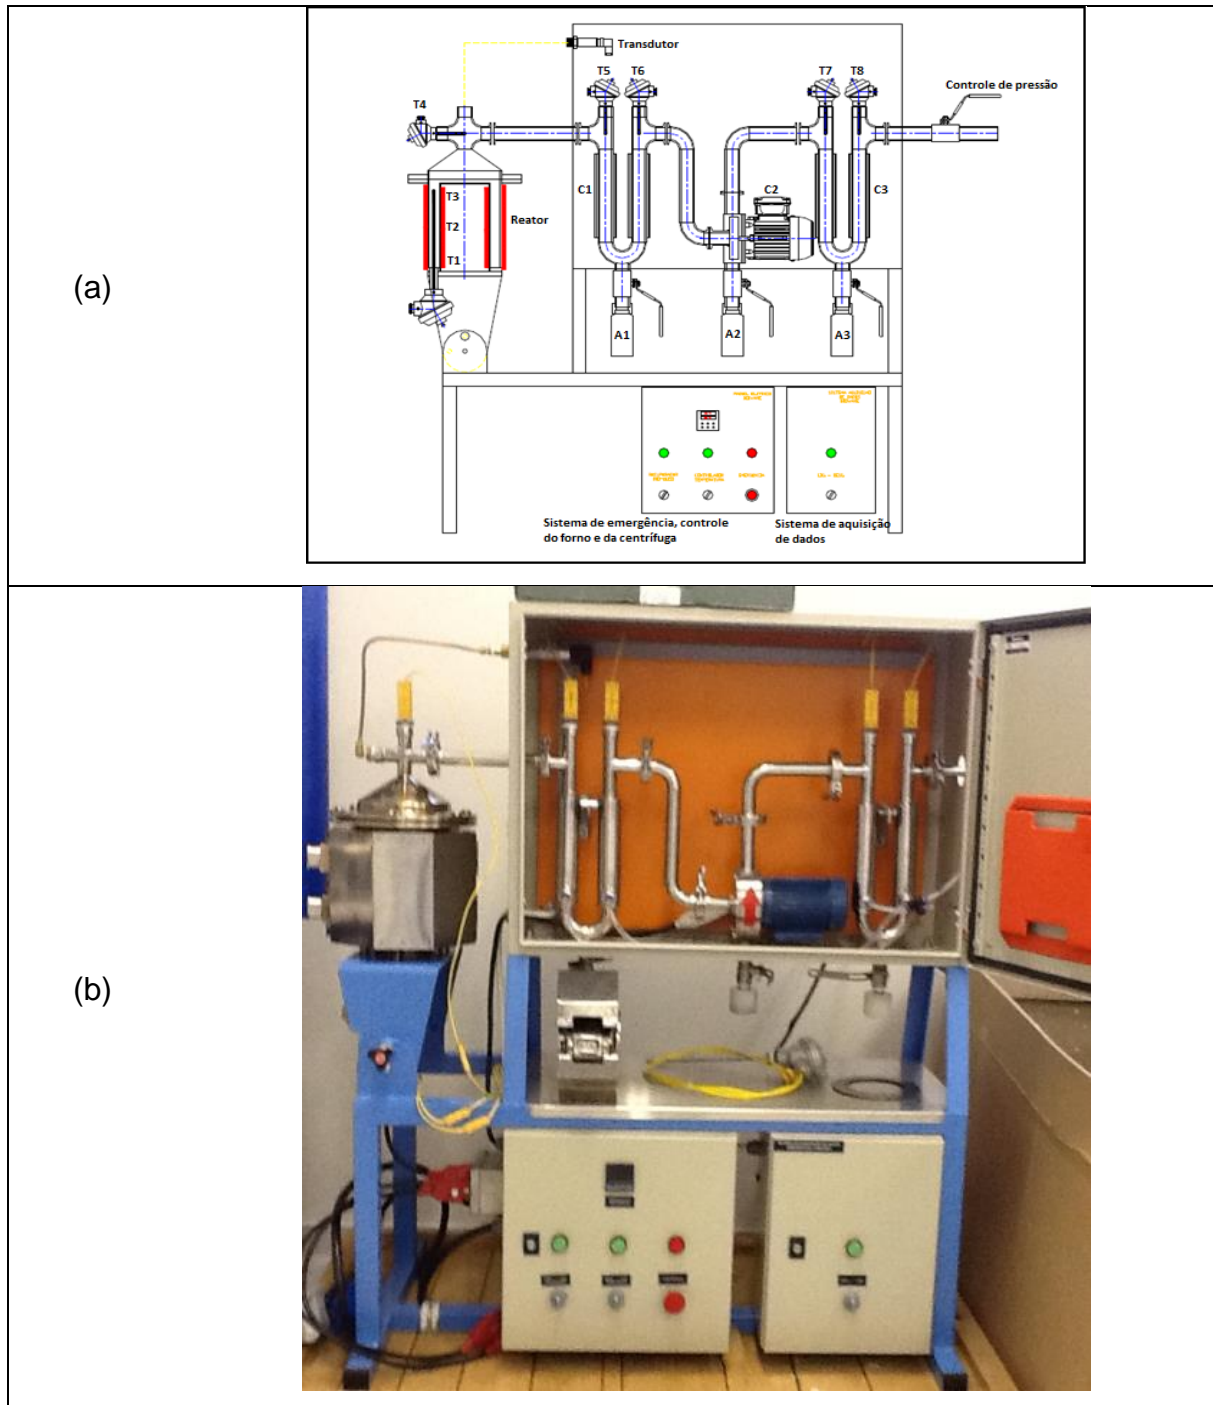 Transdutor
T5
T6
T7
T8
Controle de pressão
T4
C1
C2
C3
T3
Reator
T2
T1
(a)
A1
A2
A3
Sistema de emergência, controle
do forno e da centrífuga
Sistema de aquisição
de dados
(b)